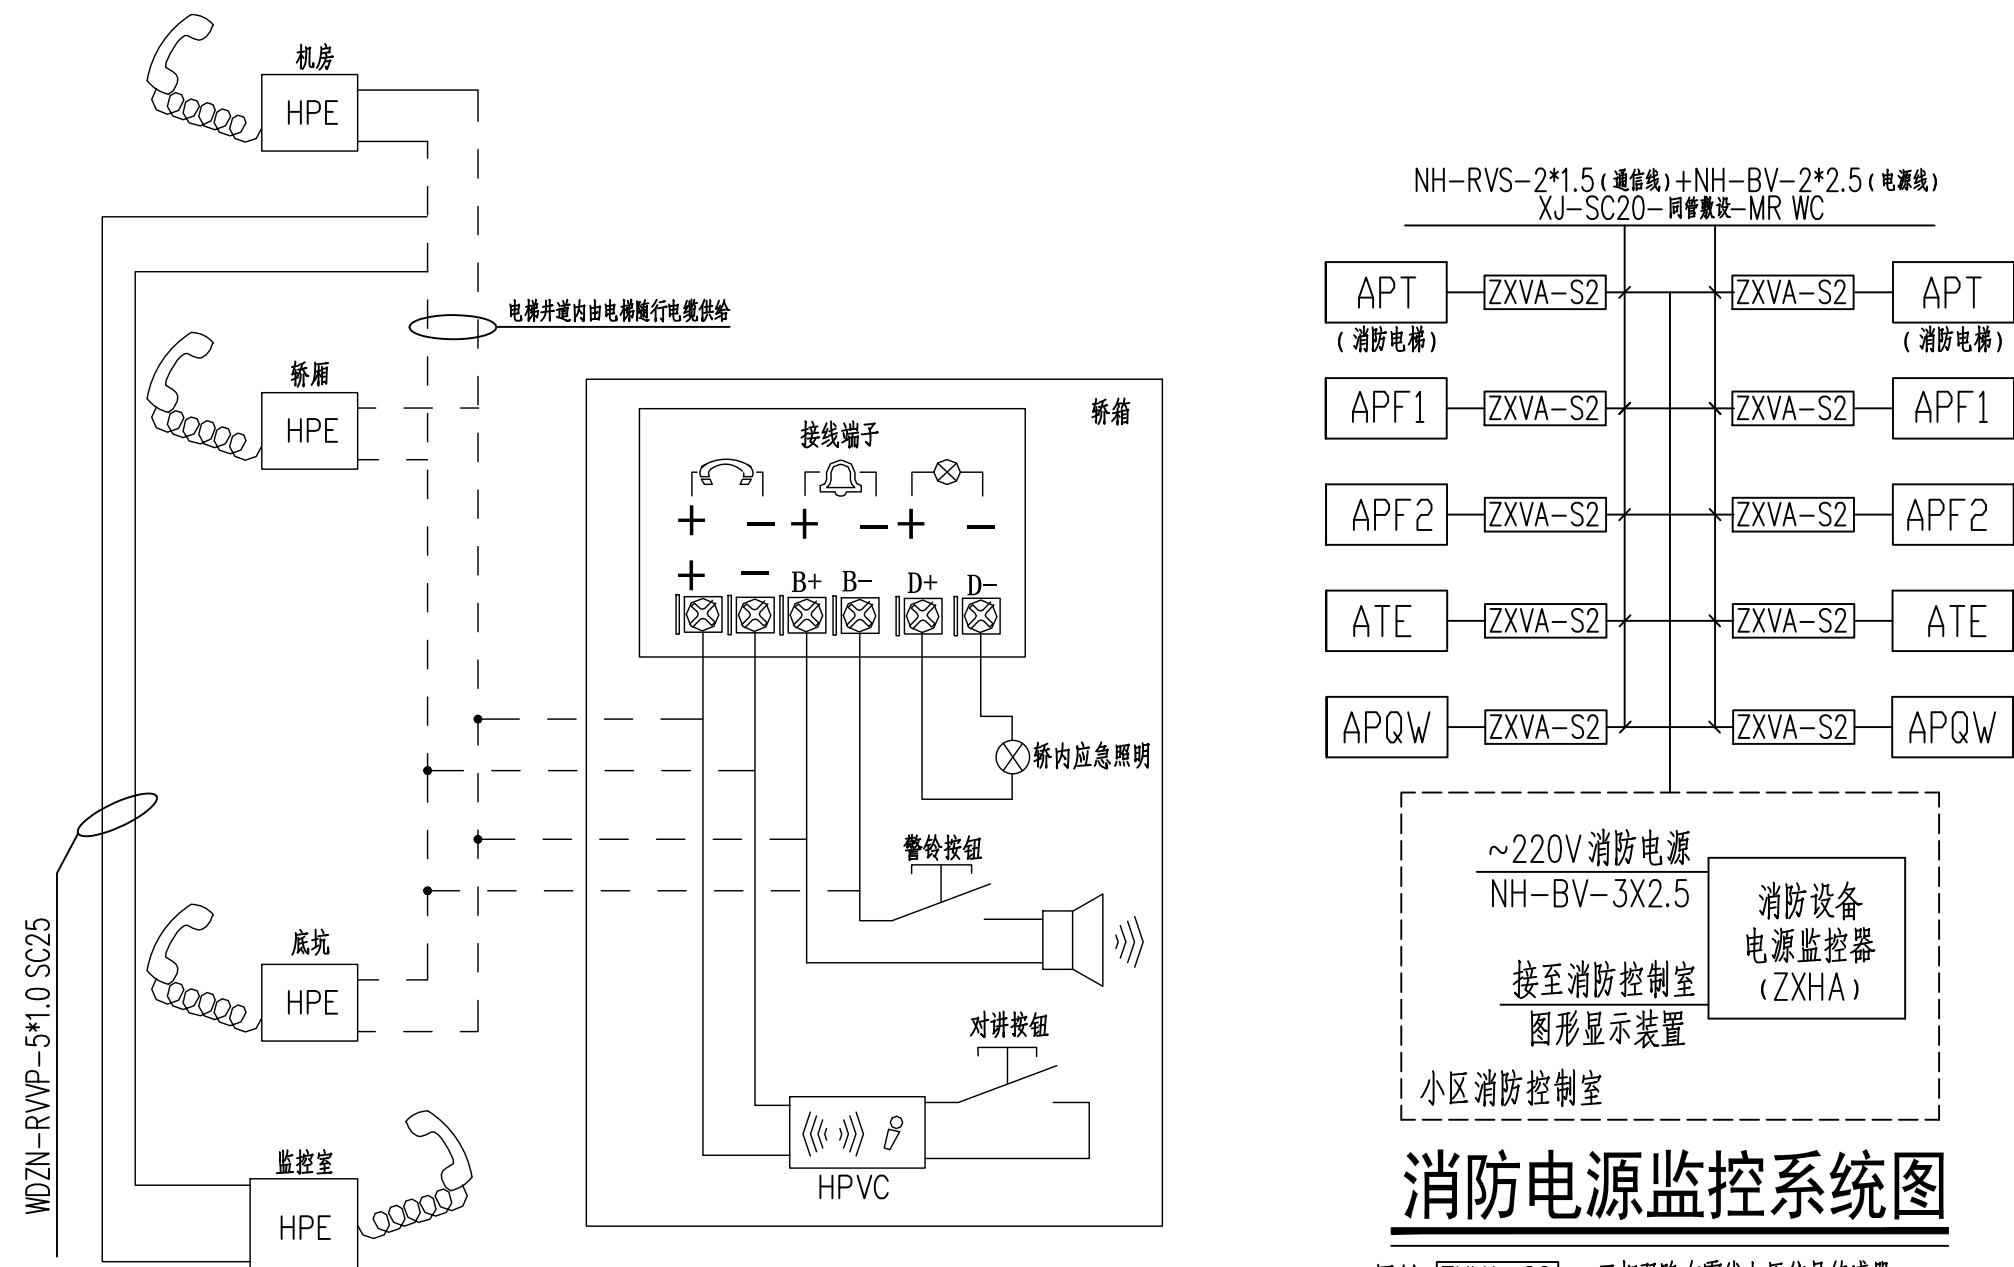 机房
HPE
电梯井道内由电梯随行电缆供给
轿厢
HPE
底坑
HPE
监控室
HPE
WDZN-RVVP-5*1.0 SC25
轿箱
接线端子
+ - + - + -
+ - B+ B- D+ D-
轿内应急照明
警铃按钮
对讲按钮
HPVC
NH-RVS-2*1.5(通信线)+NH-BV-2*2.5(电源线)
XJ-SC20-同管敷设-MR WC
APT ZXVA-S2 ZXVA-S2 APT
(消防电梯) (消防电梯)
APF1 ZXVA-S2 ZXVA-S2 APF1
APF2 ZXVA-S2 ZXVA-S2 APF2
ATE ZXVA-S2 ZXVA-S2 ATE
APQW ZXVA-S2 ZXVA-S2 APQW
~220V消防电源
NH-BV-3X2.5
消防设备
电源监控器
(ZXHA)
接至消防控制室
图形显示装置
小区消防控制室
消防电源监控系统图